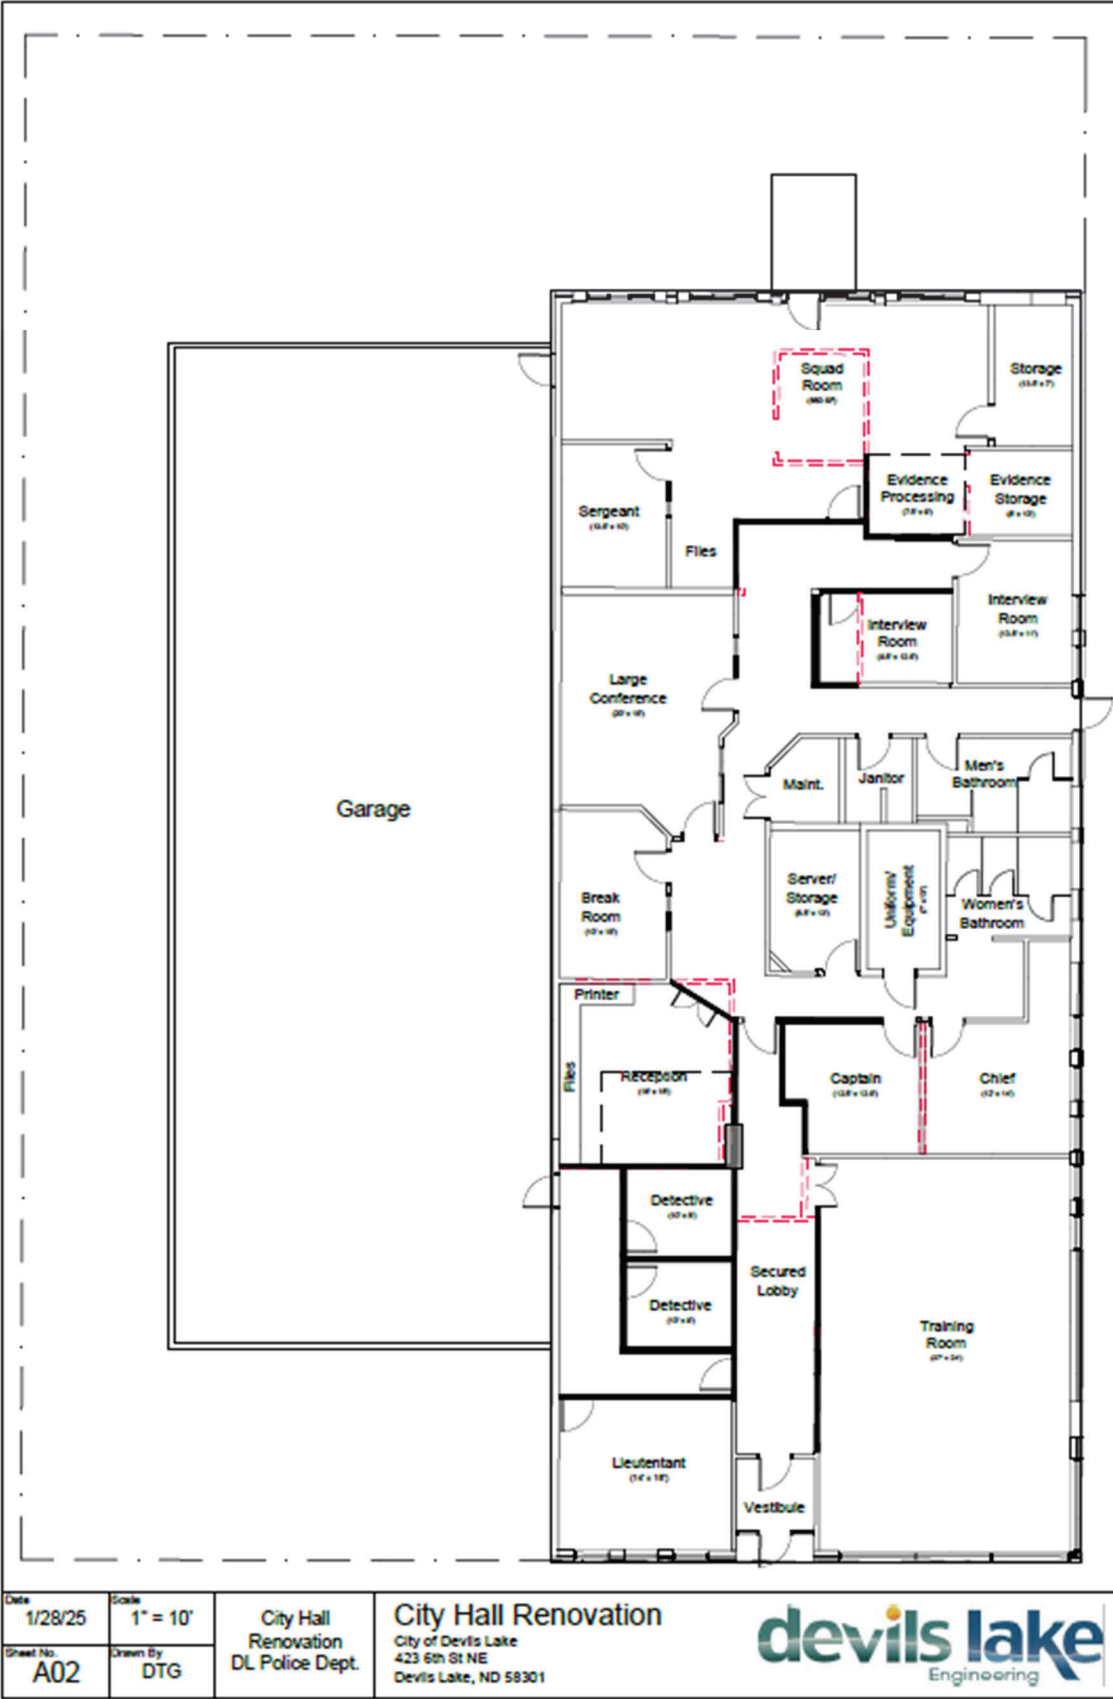 Squad
Room
Storage
Evidence
Processing
Evidence
Storage
Sergeant
Files
Interview
Room
Interview
Room
Large
Conference
Garage
Maint.
Janitor
Men's
Bathroom
Server/
Storage
Uniform/
Equipment
Women's
Bathroom
Break
Room
Printer
Files
Reception
Captain
Chief
Detective
Detective
Secured
Lobby
Training
Room
Lieutentant
Vestibule
Date
1/28/25
Scale
1" = 10'
Sheet No.
A02
Drawn By
DTG
City Hall
Renovation
DL Police Dept.
City Hall Renovation
City of Devils Lake
423 6th St NE
Devils Lake, ND 58301
devils lake
Engineering